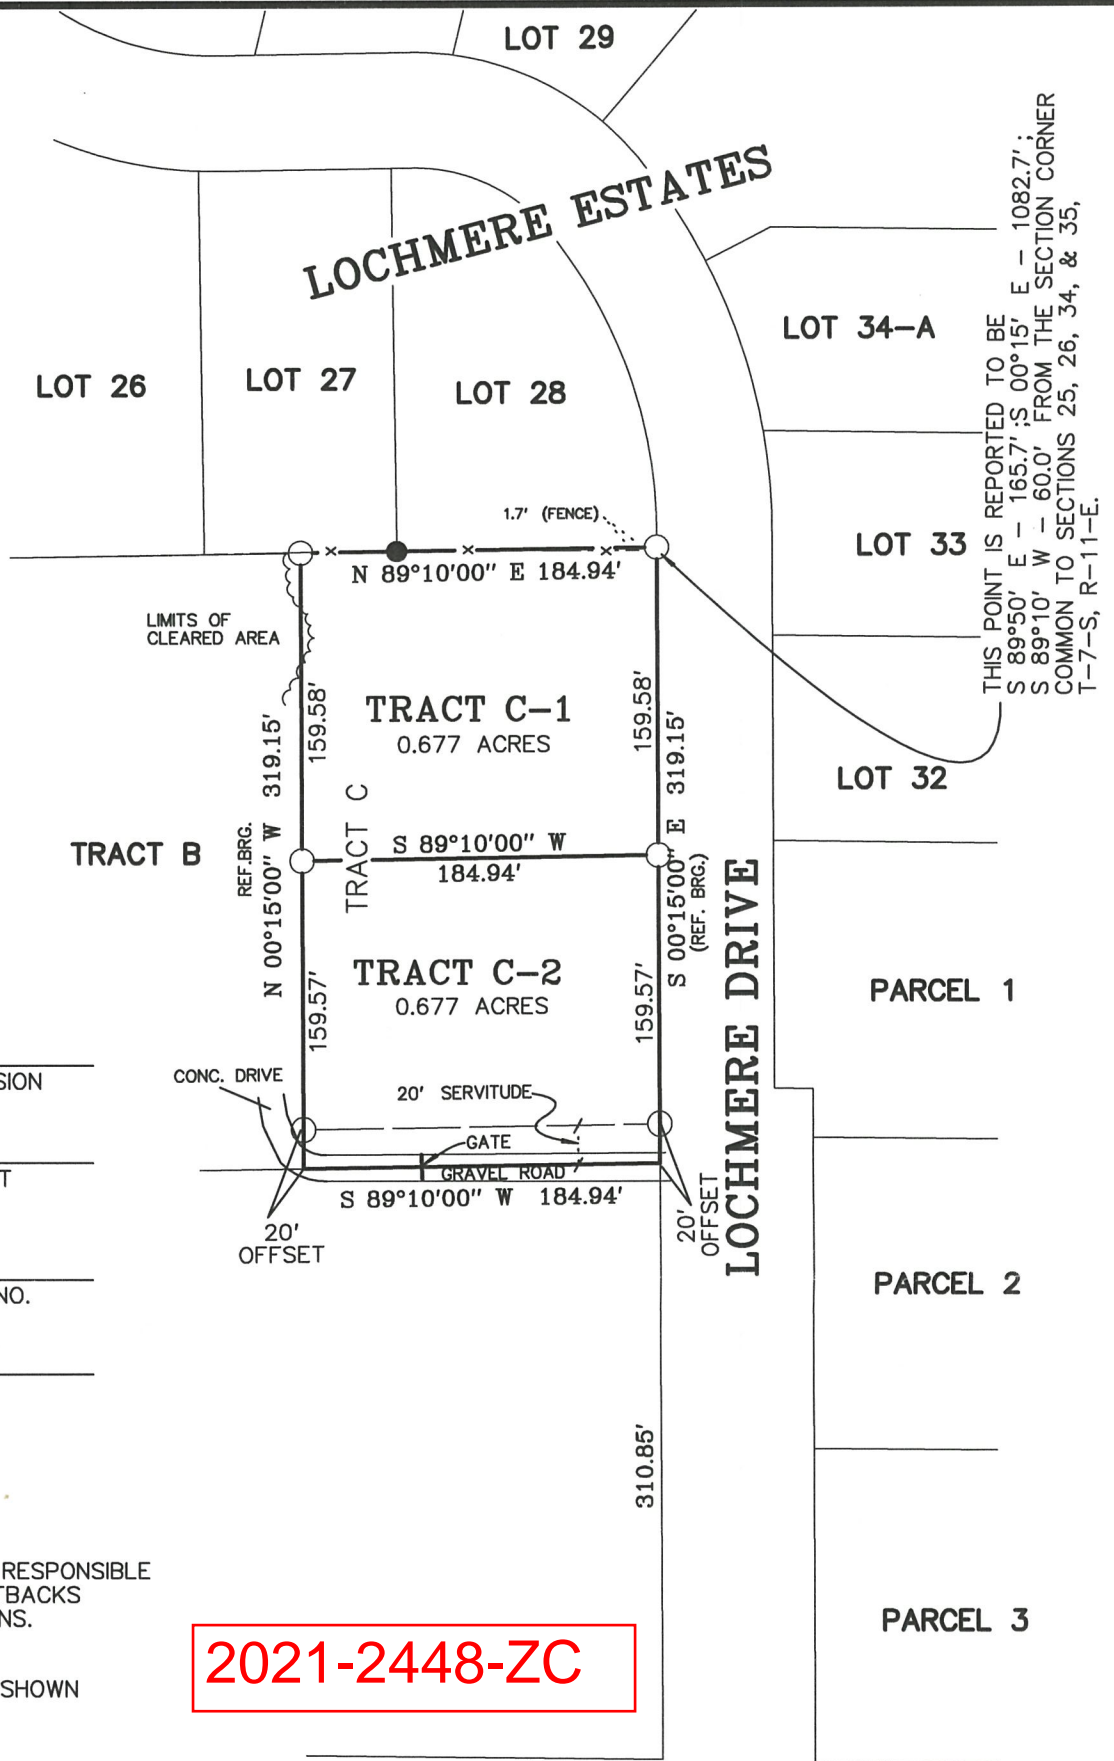 LOT 29
LOCHMERE ESTATES
LOT 26
LOT 27
LOT 28
LOT 34-A
LOT 33
LOT 32
THIS POINT IS REPORTED TO BE
S 89°50' E - 165.7' ;S 00°15' E - 1082.7' ;
S 89°10' W - 60.0' FROM THE SECTION CORNER
COMMON TO SECTIONS 25, 26, 34, & 35,
T-7-S, R-11-E.
1.7' (FENCE)
N 89°10'00" E 184.94'
LIMITS OF
CLEARED AREA
159.58'
TRACT C-1
0.677 ACRES
159.58'
N 00°15'00" W 319.15'
REF.BRG.
TRACT C
S 00°15'00" E 319.15'
(REF. BRG.)
TRACT B
S 89°10'00" W
184.94'
LOCHMERE DRIVE
TRACT C-2
0.677 ACRES
159.57'
159.57'
PARCEL 1
CONC. DRIVE
20' SERVITUDE
GATE
GRAVEL ROAD
S 89°10'00" W 184.94'
20'
OFFSET
20'
OFFSET
SION
T
NO.
PARCEL 2
310.85'
RESPONSIBLE
TBACKS
NS.
SHOWN
PARCEL 3
2021-2448-ZC